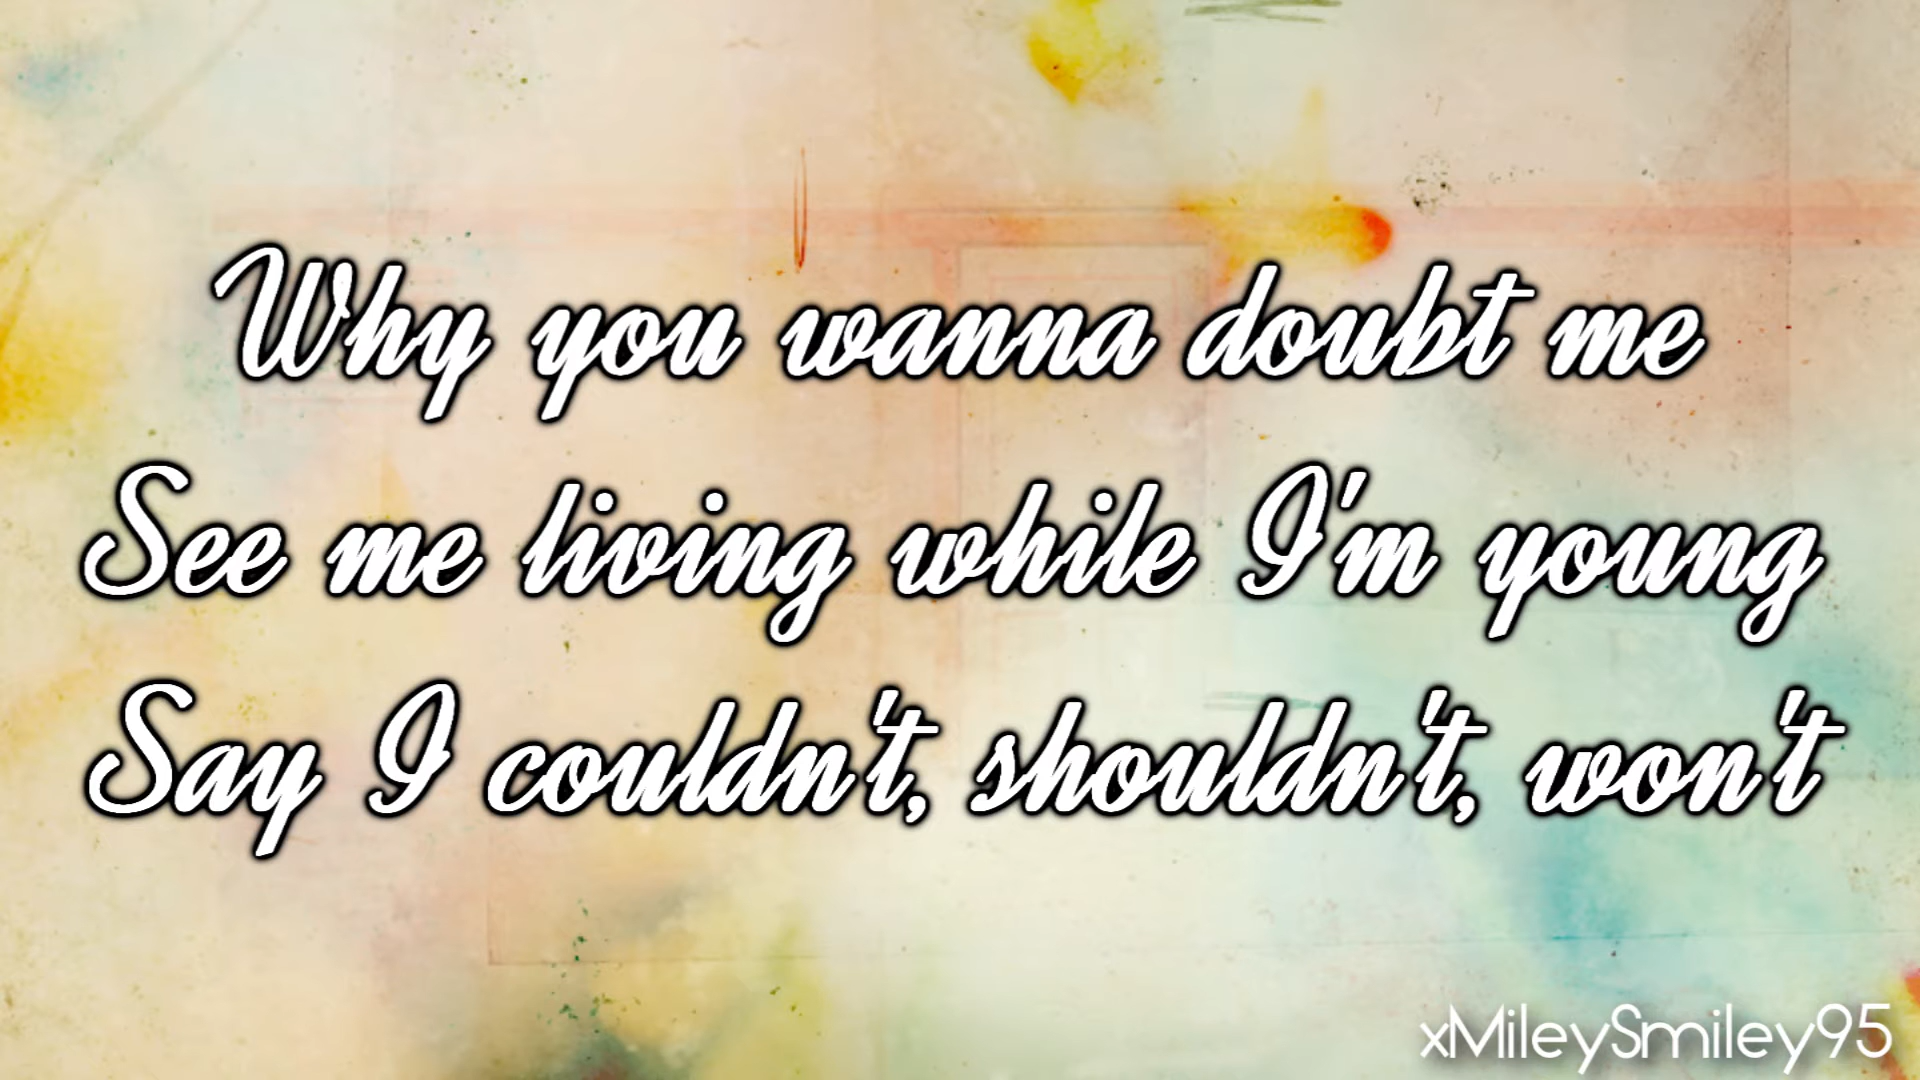 Why you wanna doubt me
See me living while I'm young
Say I couldn't, shouldn't, won't
xMileySmiley95